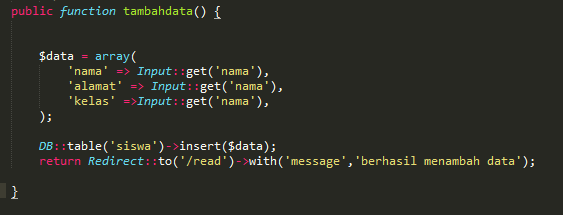 public function tambahdata() {
$data = array(
'nama' => Input::get('nama'),
'alamat' => Input::get('nama'),
'kelas' =>Input::get('nama'),
);
DB::table('siswa')->insert($data);
return Redirect::to('/read')->with('message','berhasil menambah data');
}